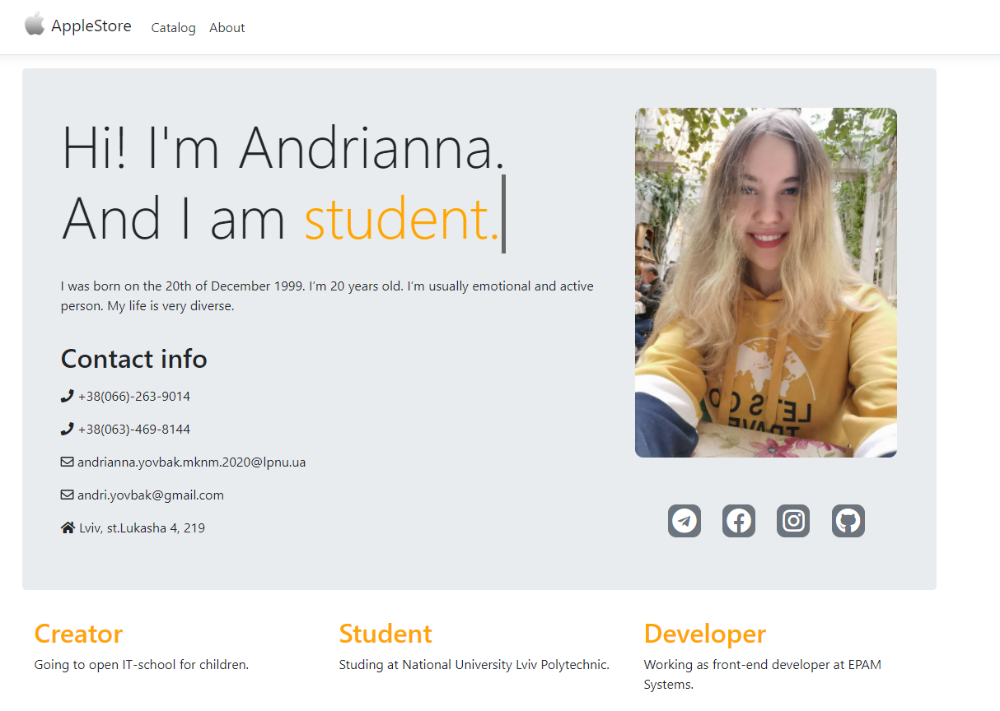 AppleStore Catalog About
Hi! I'm Andrianna.
And I am student.
I was born on the 20th of December 1999. I'm 20 years old. I'm usually emotional and active
person. My life is very diverse.
Contact info
+38(066)-263-9014
+38(063)-469-8144
andrianna.yovbak.mknm.2020@lpnu.ua
andri.yovbak@gmail.com
Lviv, st.Lukasha 4, 219
LET'S GO
TRAVE
Creator
Going to open IT-school for children.
Student
Studing at National University Lviv Polytechnic.
Developer
Working as front-end developer at EPAM
Systems.